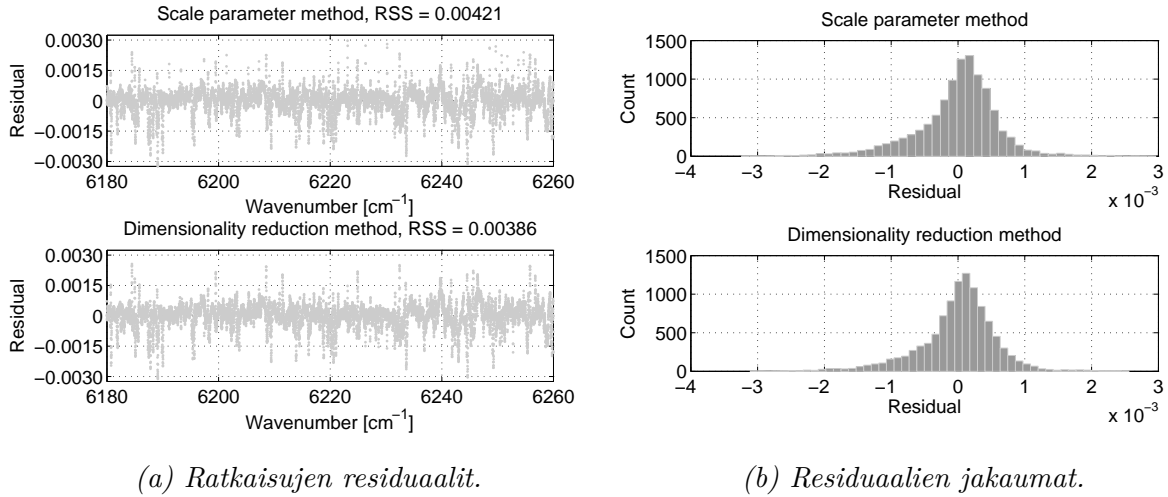 Scale parameter method, RSS = 0.00421
0.0030
0.0015
0
−0.0015
−0.0030
Residual
6180 6200 6220 6240 6260
Wavenumber [cm⁻¹]
Dimensionality reduction method, RSS = 0.00386
0.0030
0.0015
0
−0.0015
−0.0030
Residual
6180 6200 6220 6240 6260
Wavenumber [cm⁻¹]
(a) Ratkaisujen residuaalit.
Scale parameter method
1500
1000
500
0
Count
−4 −3 −2 −1 0 1 2 3
Residual
x 10⁻³
Dimensionality reduction method
1500
1000
500
0
Count
−4 −3 −2 −1 0 1 2 3
Residual
x 10⁻³
(b) Residuaalien jakaumat.